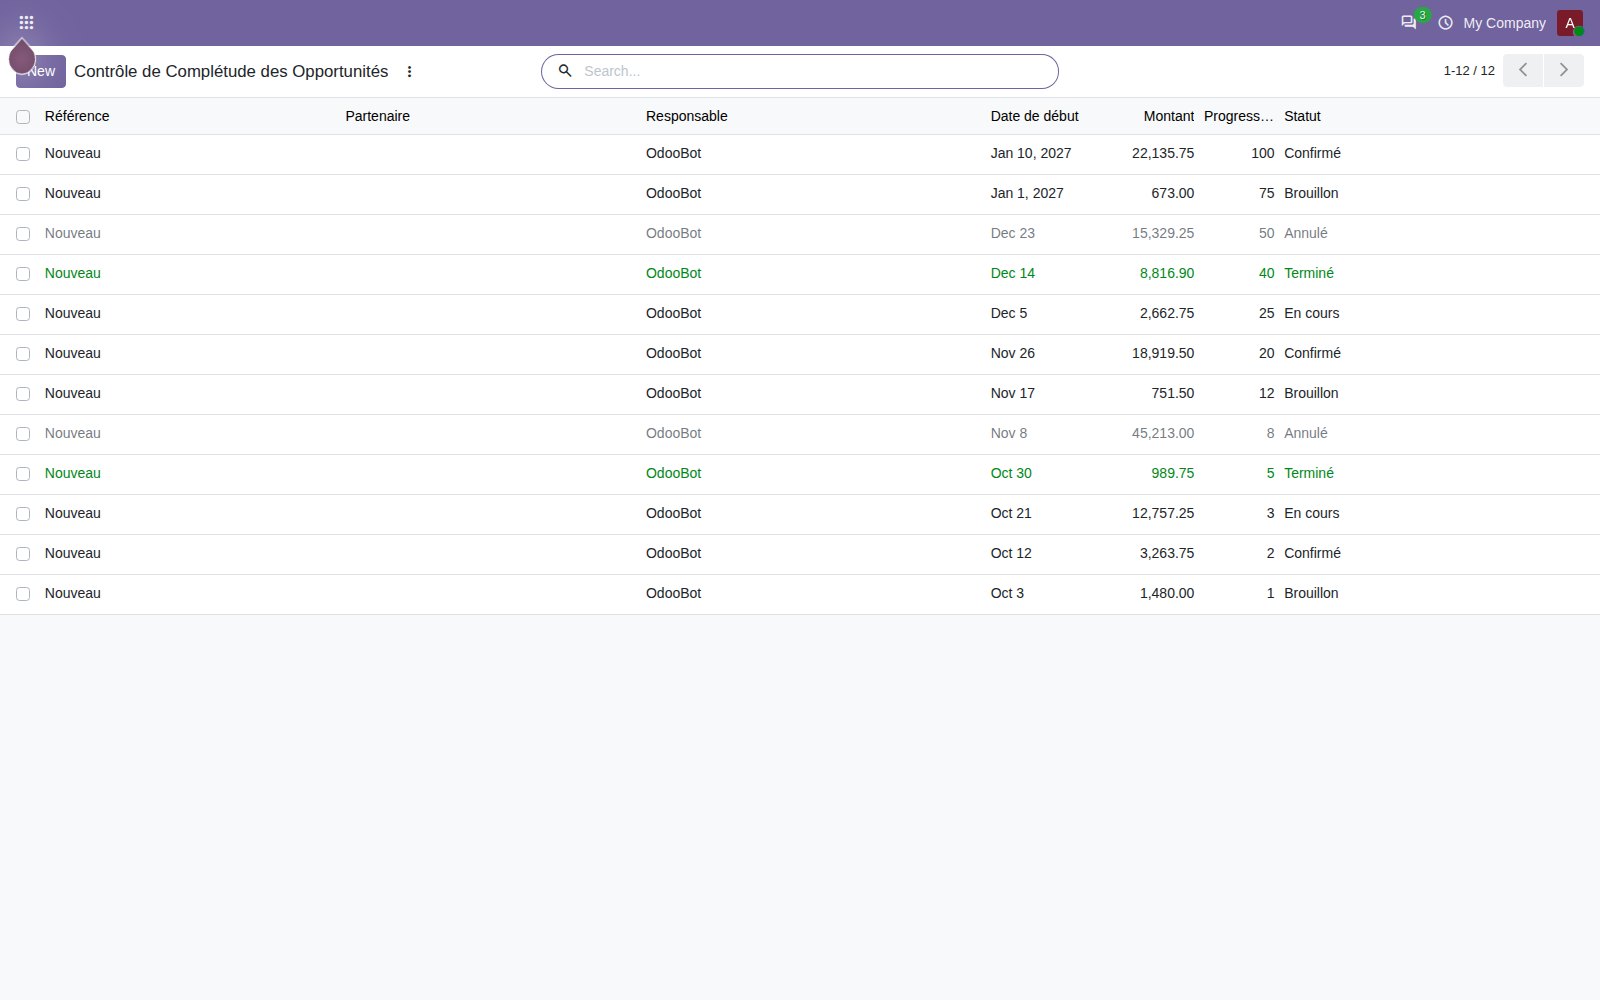 3 My Company A
New Contrôle de Complétude des Opportunités Search... 1-12 / 12
Référence Partenaire Responsable Date de début Montant Progress… Statut
Nouveau OdooBot Jan 10, 2027 22,135.75 100 Confirmé
Nouveau OdooBot Jan 1, 2027 673.00 75 Brouillon
Nouveau OdooBot Dec 23 15,329.25 50 Annulé
Nouveau OdooBot Dec 14 8,816.90 40 Terminé
Nouveau OdooBot Dec 5 2,662.75 25 En cours
Nouveau OdooBot Nov 26 18,919.50 20 Confirmé
Nouveau OdooBot Nov 17 751.50 12 Brouillon
Nouveau OdooBot Nov 8 45,213.00 8 Annulé
Nouveau OdooBot Oct 30 989.75 5 Terminé
Nouveau OdooBot Oct 21 12,757.25 3 En cours
Nouveau OdooBot Oct 12 3,263.75 2 Confirmé
Nouveau OdooBot Oct 3 1,480.00 1 Brouillon